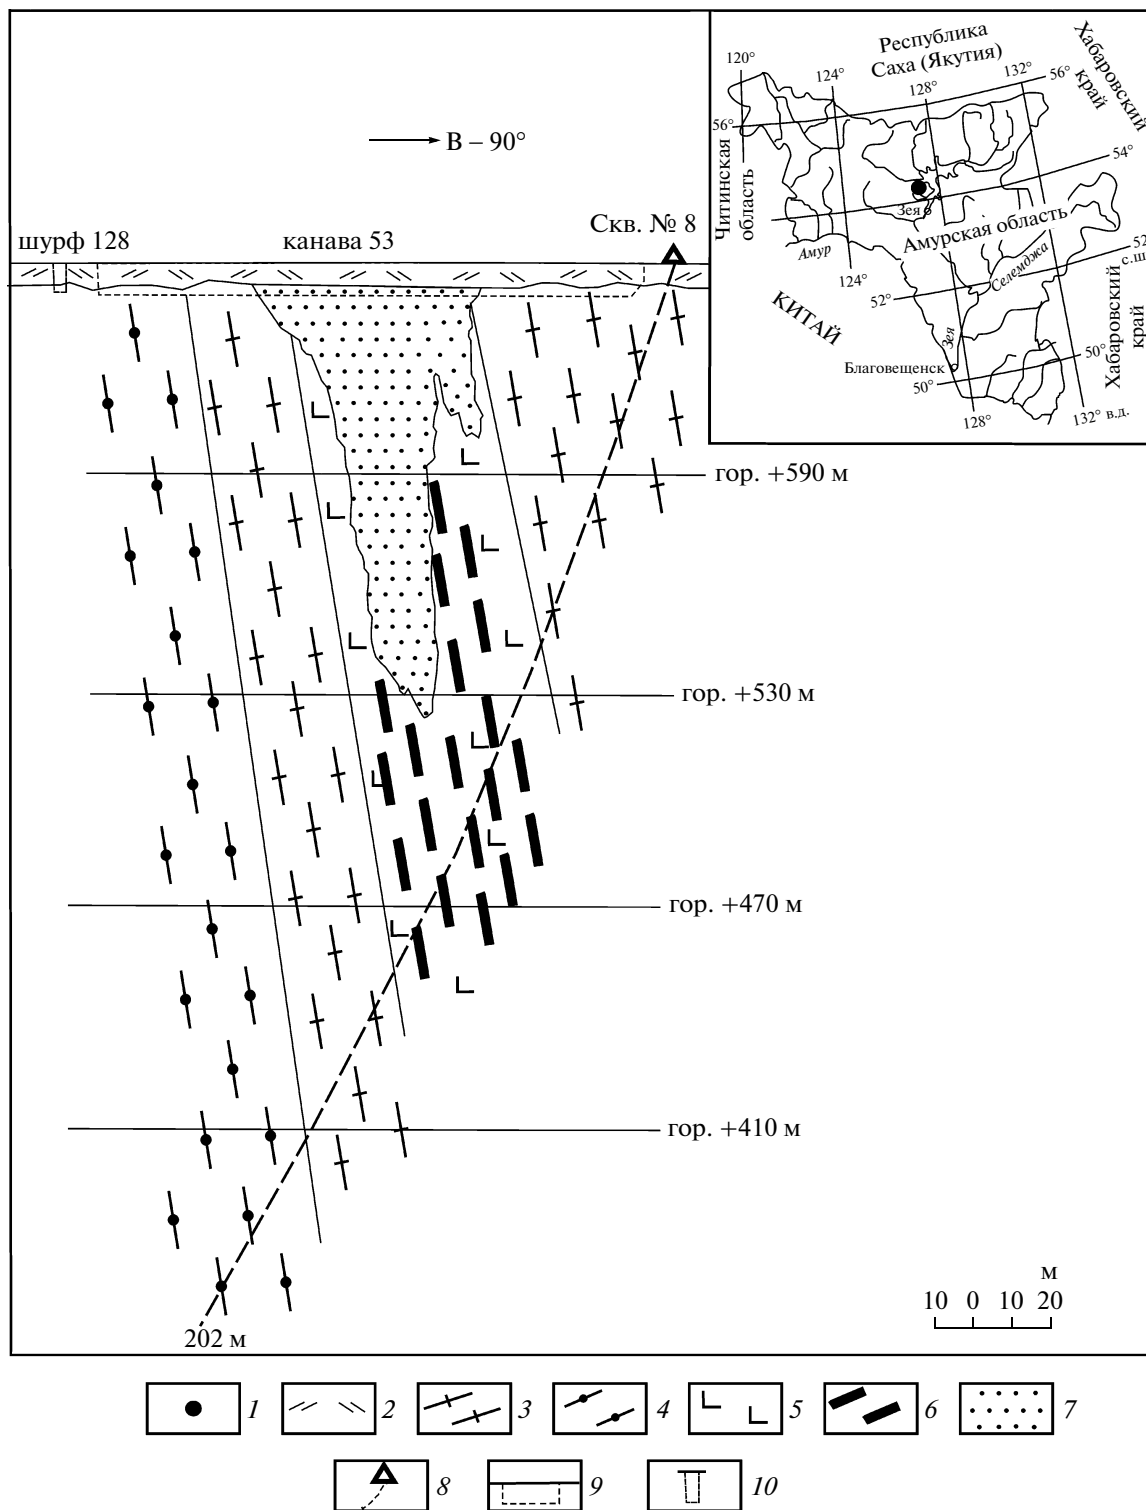 Республика
Саха (Якутия)
Хабаровский
край
120°
124°
128°
132°
56°
56°
54°
Читинская
область
Зея
Амурская область
Амур
Селемджа
52°
с.ш.
124°
52°
КИТАЙ
Зея
Хабаровский
край
Благовещенск
50°
50°
128°
132° в.д.
В – 90°
Скв. № 8
шурф 128
канава 53
гор. +590 м
гор. +530 м
гор. +470 м
гор. +410 м
202 м
м
10 0 10 20
1 2 3 4 5 6 7
8 9 10